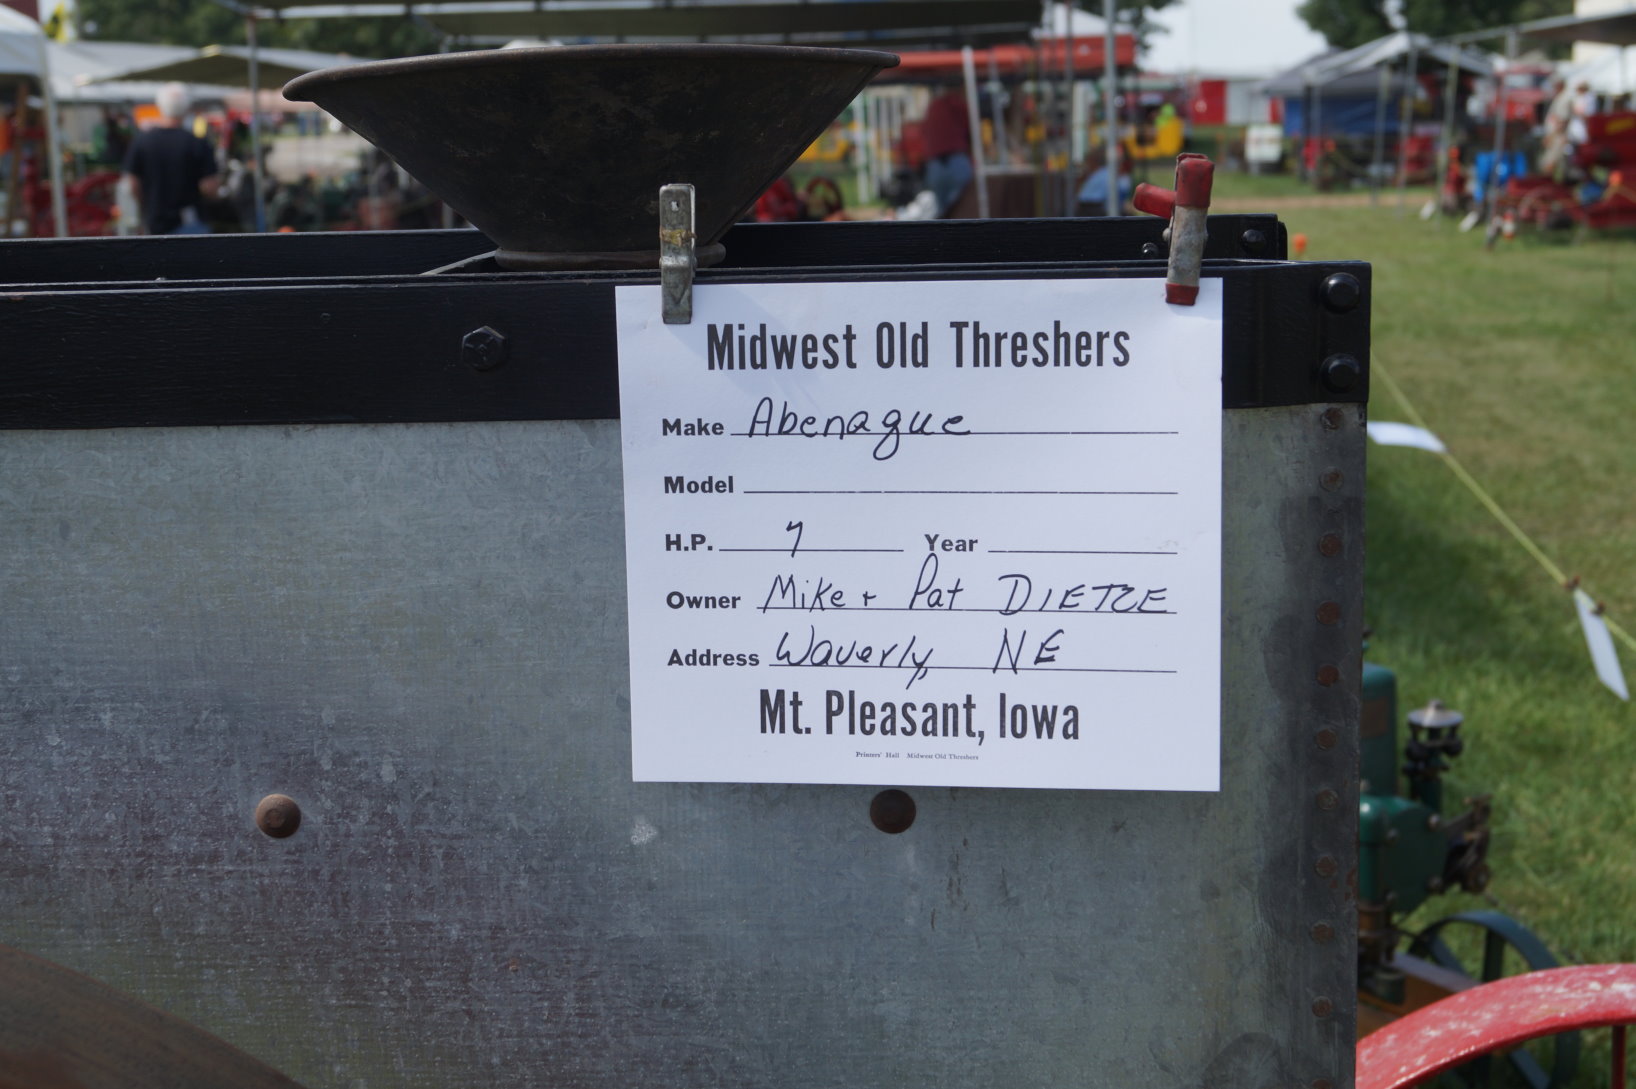 Midwest Old Threshers
Make Abenague
Model
H.P. 7 Year
Owner Mike + Pat DIETZE
Address Waverly, NE
Mt. Pleasant, Iowa
Printers' Hall Midwest Old Threshers